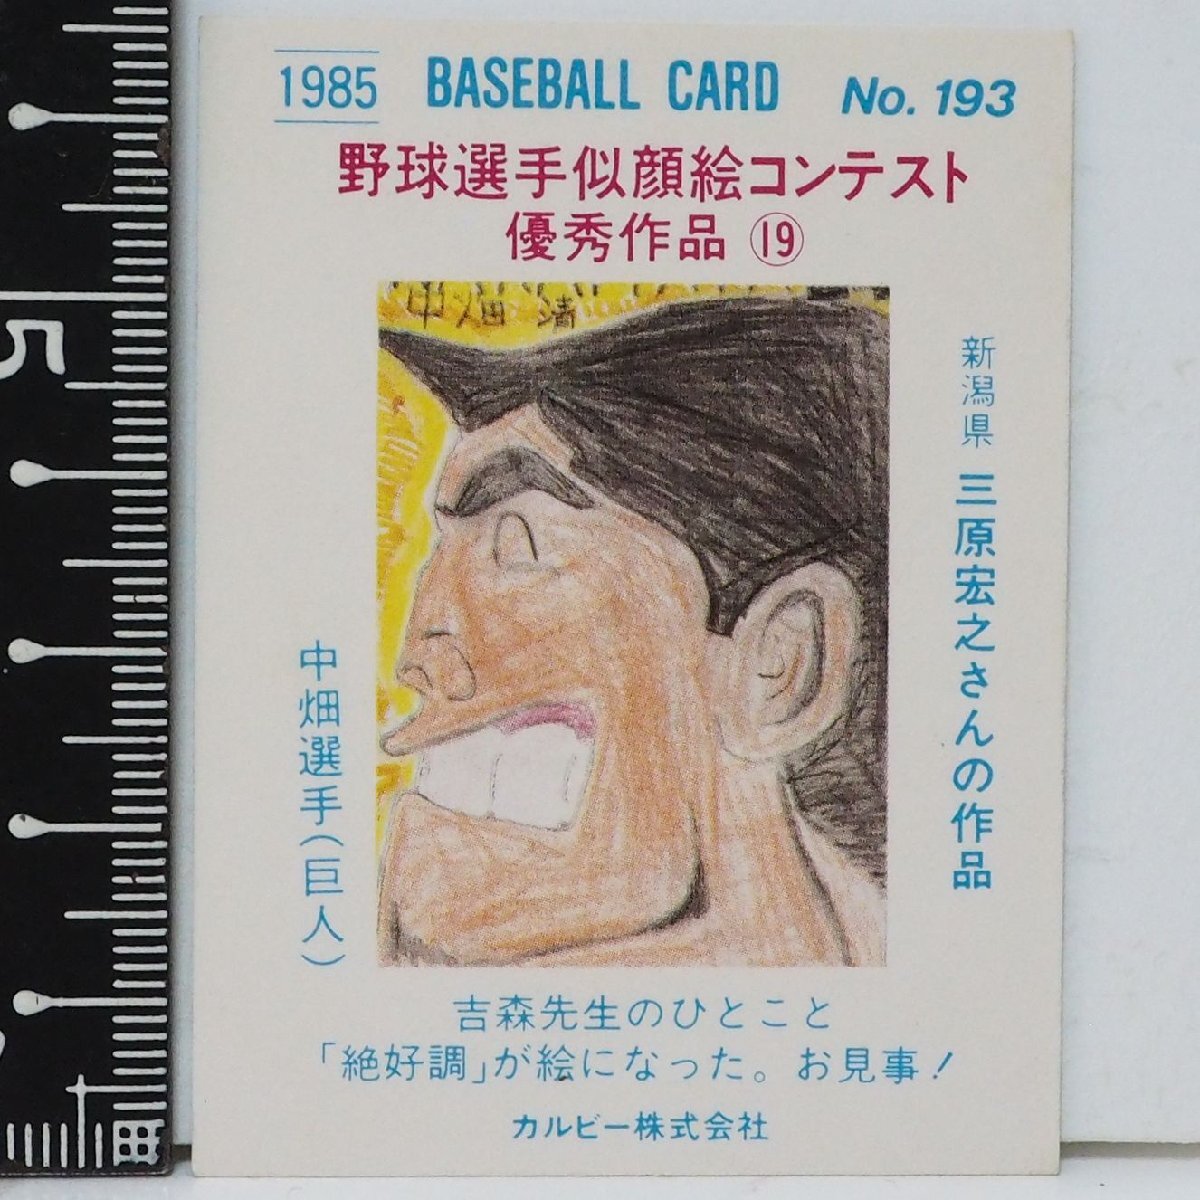 1985 BASEBALL CARD No. 193
野球選手似顔絵コンテスト
優秀作品 ⑲
中畑 清
新潟県 三原宏之さんの作品
中畑選手(巨人)
吉森先生のひとこと
「絶好調」が絵になった。お見事!
カルビー株式会社
5